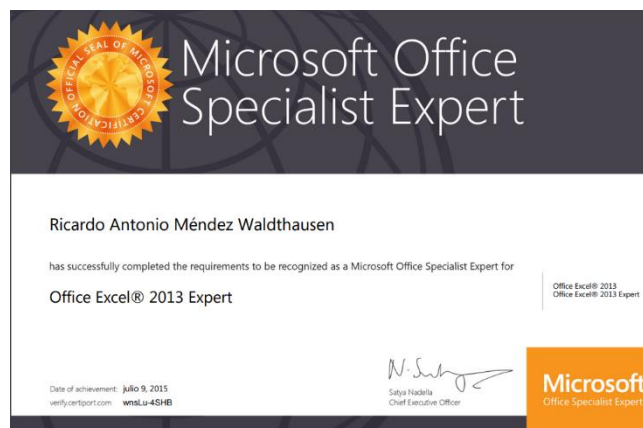 OFFICIAL SEAL OF MICROSOFT CERTIFICATION
Microsoft Office
Specialist Expert
Ricardo Antonio Méndez Waldthausen
has successfully completed the requirements to be recognized as a Microsoft Office Specialist Expert for
Office Excel® 2013 Expert
Office Excel® 2013
Office Excel® 2013 Expert
Date of achievement: julio 9, 2015
verify.certiport.com wnsLu-4SHB
Satya Nadella
Chief Executive Officer
Microsoft
Office Specialist Expert